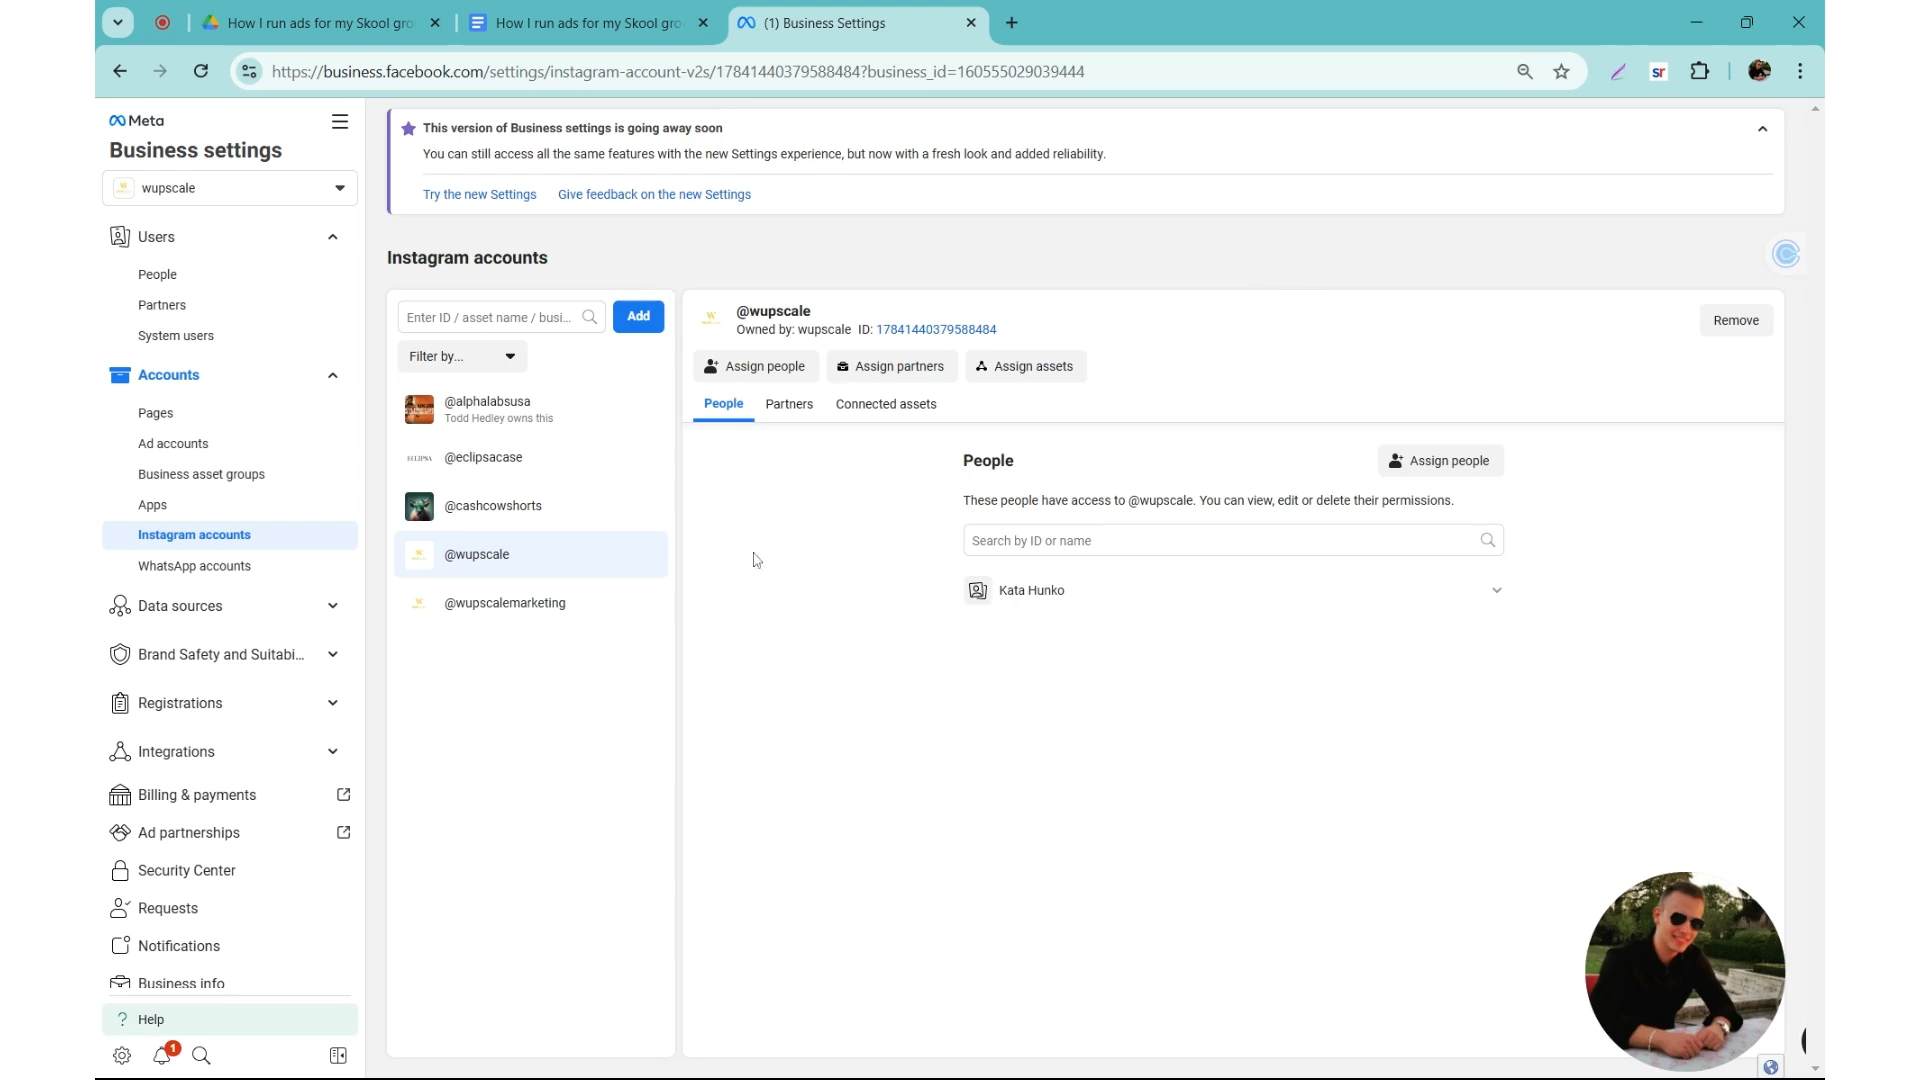 How I run ads for my Skool gro
How I run ads for my Skool gro
(1) Business Settings
https://business.facebook.com/settings/instagram-account-v2s/17841440379588484?business_id=160555029039444
sr
Meta
Business settings
wupscale
Users
People
Partners
System users
Accounts
Pages
Ad accounts
Business asset groups
Apps
Instagram accounts
WhatsApp accounts
Data sources
Brand Safety and Suitabi...
Registrations
Integrations
Billing & payments
Ad partnerships
Security Center
Requests
Notifications
Business info
Help
1
This version of Business settings is going away soon
You can still access all the same features with the new Settings experience, but now with a fresh look and added reliability.
Try the new Settings
Give feedback on the new Settings
Instagram accounts
Enter ID / asset name / busi...
Add
Filter by...
@alphalabsusa
Todd Hedley owns this
ECLIPSA
@eclipsacase
@cashcowshorts
@wupscale
@wupscalemarketing
@wupscale
Owned by: wupscale ID: 17841440379588484
Remove
Assign people
Assign partners
Assign assets
People
Partners
Connected assets
People
Assign people
These people have access to @wupscale. You can view, edit or delete their permissions.
Search by ID or name
Kata Hunko